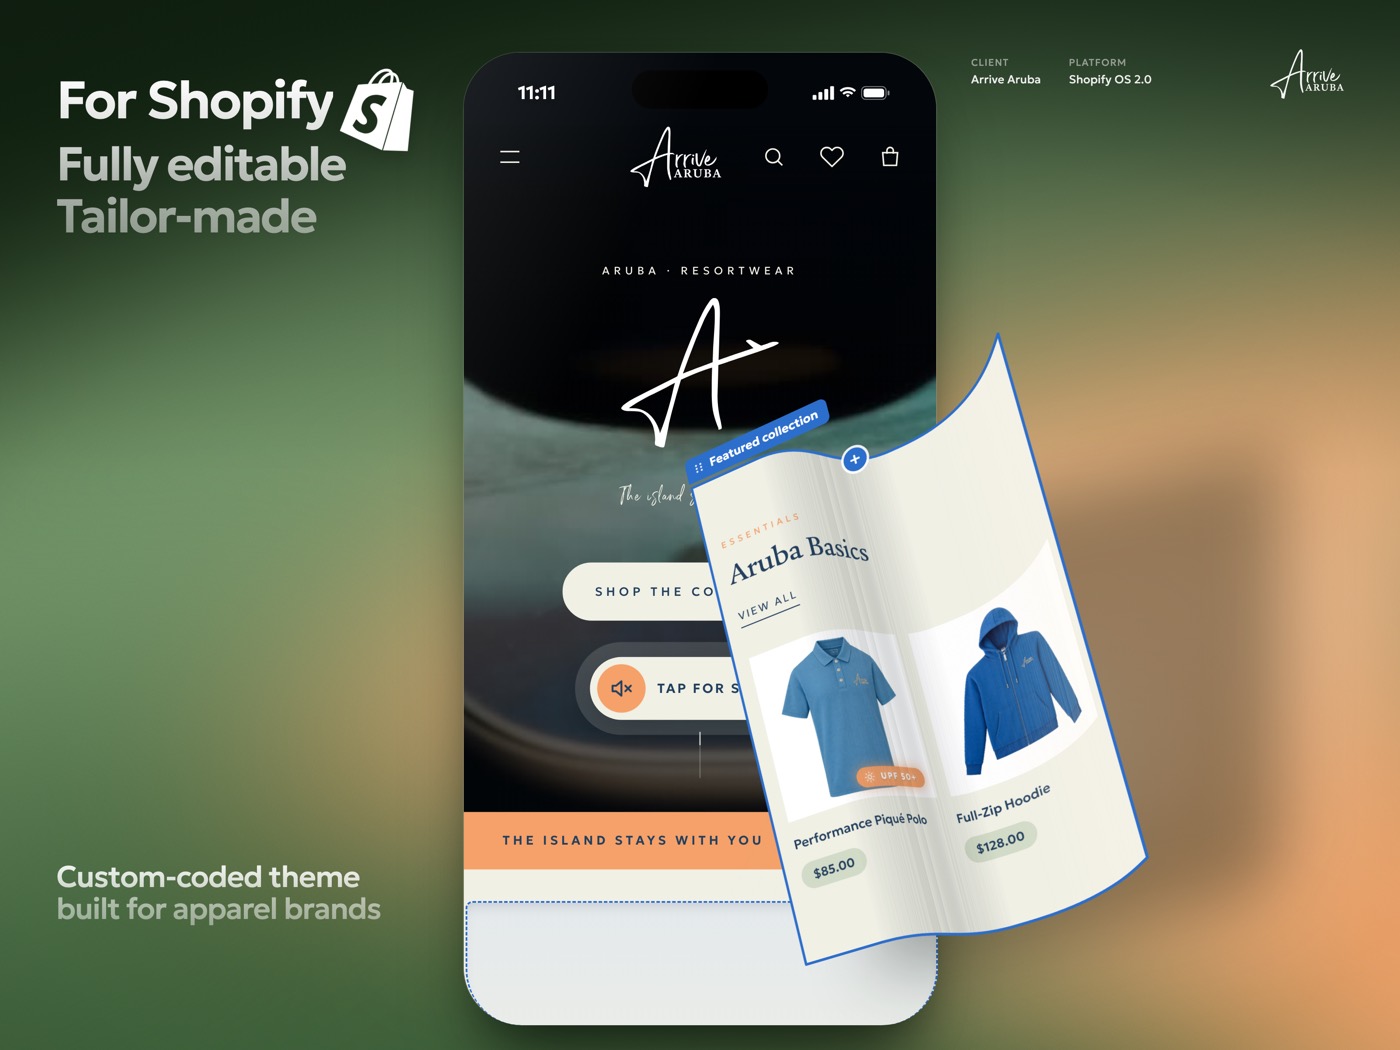 For Shopify
Fully editable
Tailor-made
CLIENT
Arrive Aruba
PLATFORM
Shopify OS 2.0
Arrive
ARUBA
11:11
Arrive
ARUBA
ARUBA · RESORTWEAR
The island
SHOP THE CO
TAP FOR S
THE ISLAND STAYS WITH YOU
Featured collection
ESSENTIALS
Aruba Basics
VIEW ALL
UPF 50+
Performance Piqué Polo
$85.00
Full-Zip Hoodie
$128.00
Custom-coded theme
built for apparel brands